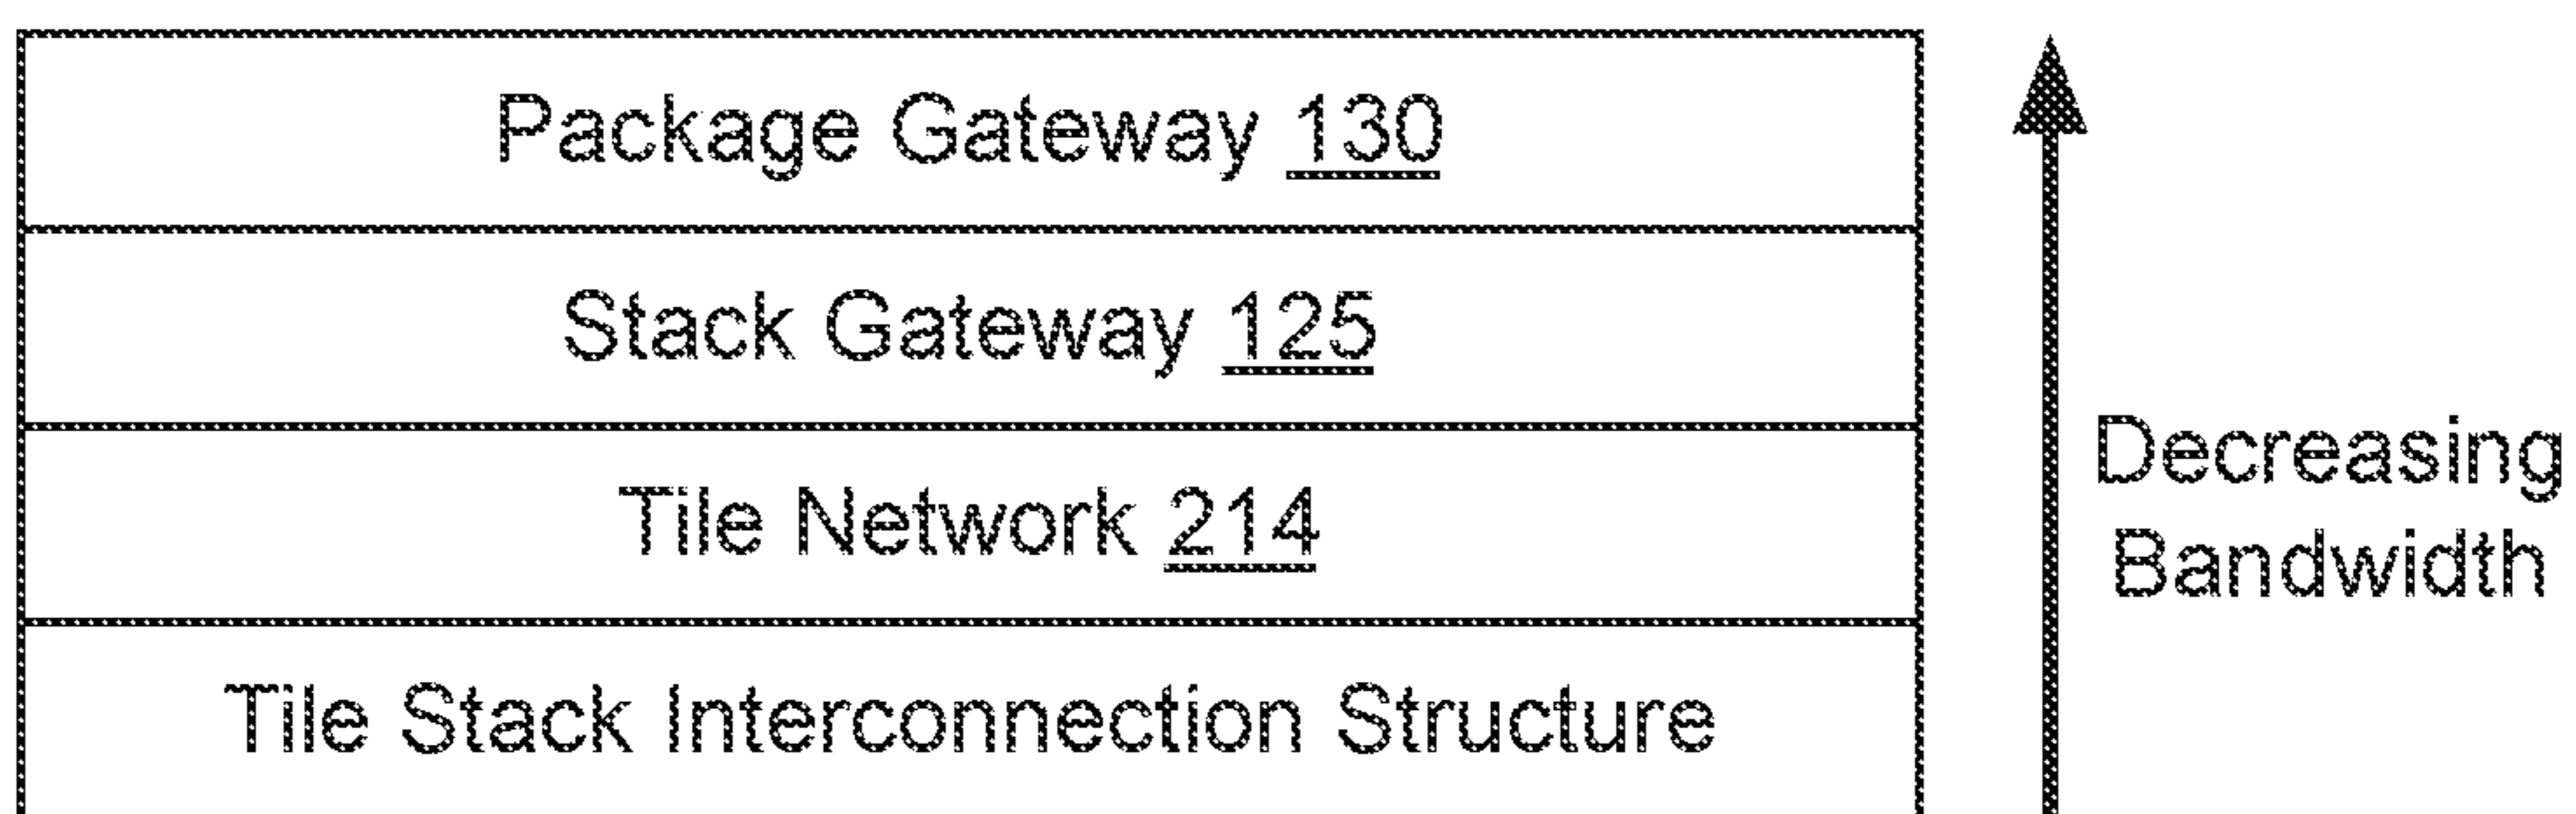 Package Gateway 130
Stack Gateway 125
Tile Network 214
Tile Stack Interconnection Structure
Decreasing
Bandwidth